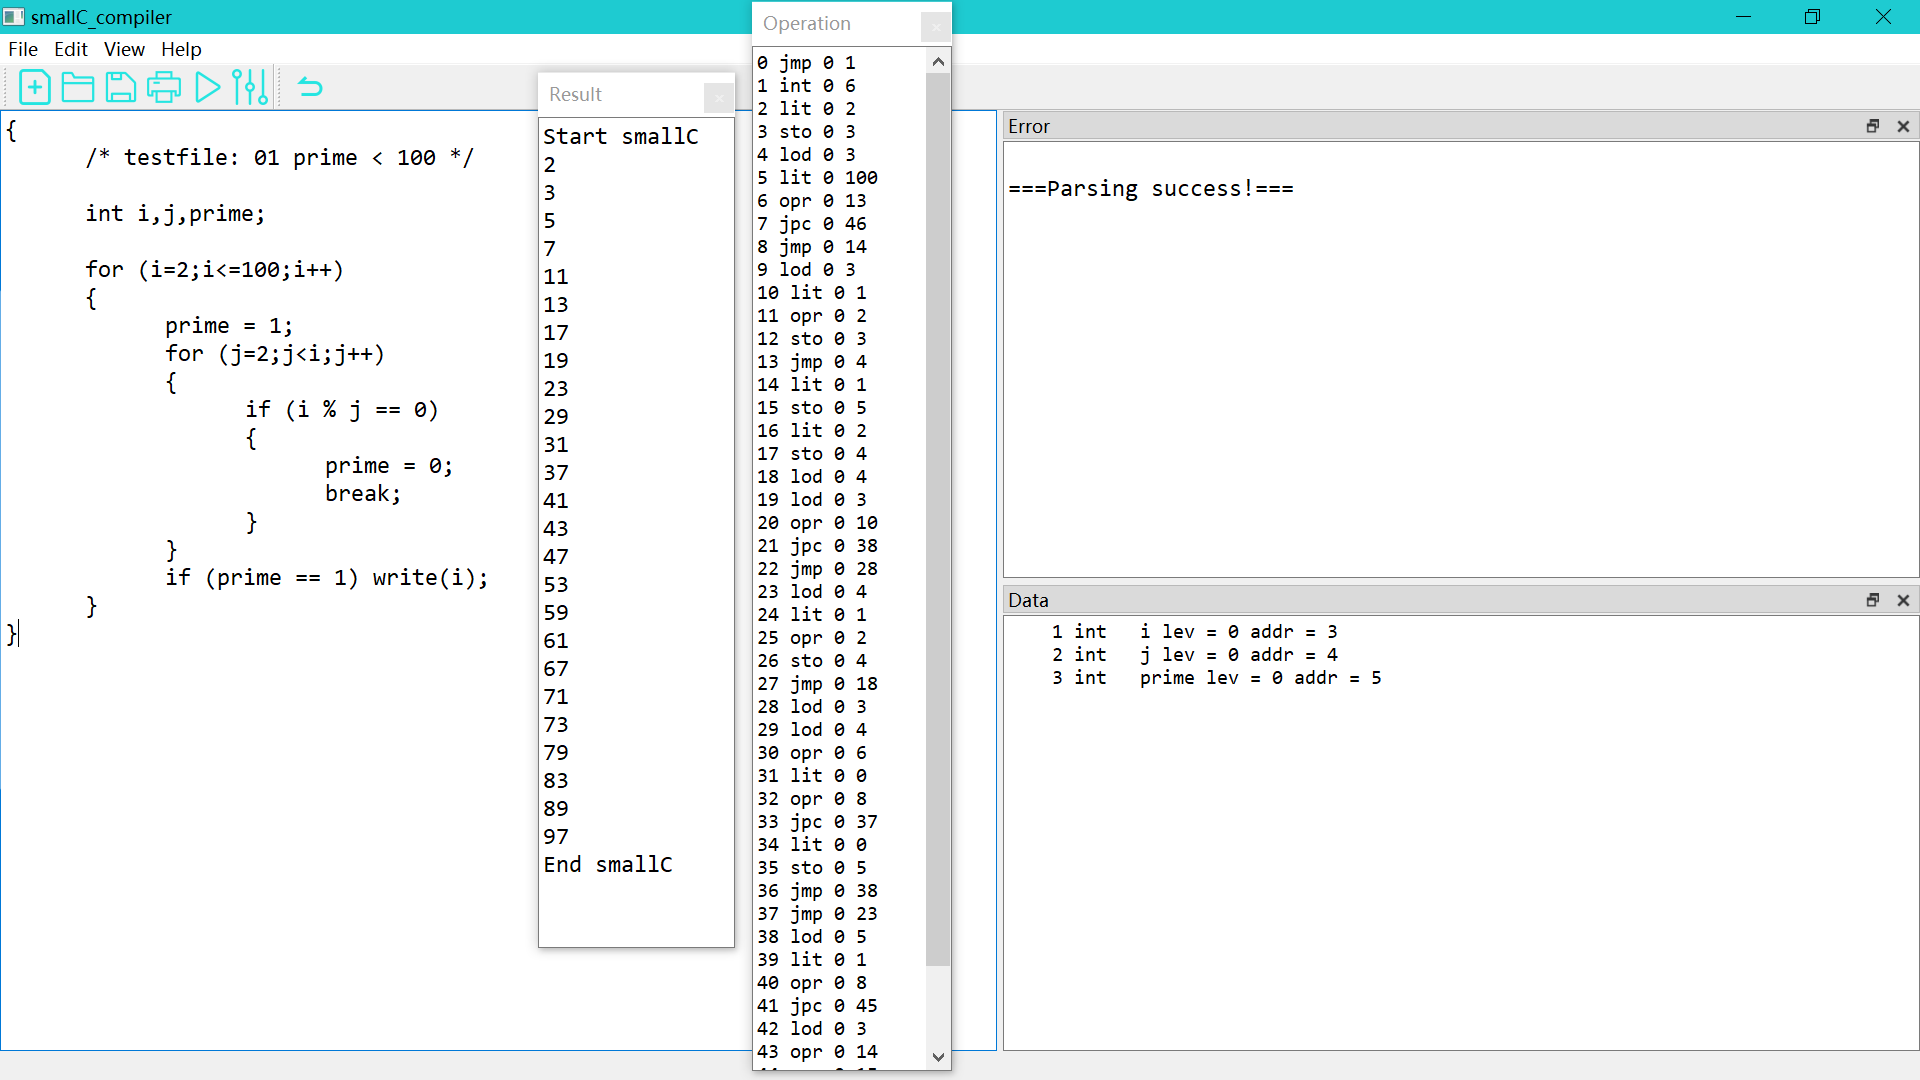 smallC_compiler
File Edit View Help
{
/* testfile: 01 prime < 100 */
int i,j,prime;
for (i=2;i<=100;i++)
{
prime = 1;
for (j=2;j<i;j++)
{
if (i % j == 0)
{
prime = 0;
break;
}
}
if (prime == 1) write(i);
}
}
Result
Start smallC
2
3
5
7
11
13
17
19
23
29
31
37
41
43
47
53
59
61
67
71
73
79
83
89
97
End smallC
Operation
0 jmp 0 1
1 int 0 6
2 lit 0 2
3 sto 0 3
4 lod 0 3
5 lit 0 100
6 opr 0 13
7 jpc 0 46
8 jmp 0 14
9 lod 0 3
10 lit 0 1
11 opr 0 2
12 sto 0 3
13 jmp 0 4
14 lit 0 1
15 sto 0 5
16 lit 0 2
17 sto 0 4
18 lod 0 4
19 lod 0 3
20 opr 0 10
21 jpc 0 38
22 jmp 0 28
23 lod 0 4
24 lit 0 1
25 opr 0 2
26 sto 0 4
27 jmp 0 18
28 lod 0 3
29 lod 0 4
30 opr 0 6
31 lit 0 0
32 opr 0 8
33 jpc 0 37
34 lit 0 0
35 sto 0 5
36 jmp 0 38
37 jmp 0 23
38 lod 0 5
39 lit 0 1
40 opr 0 8
41 jpc 0 45
42 lod 0 3
43 opr 0 14
Error
===Parsing success!===
Data
1 int i lev = 0 addr = 3
2 int j lev = 0 addr = 4
3 int prime lev = 0 addr = 5